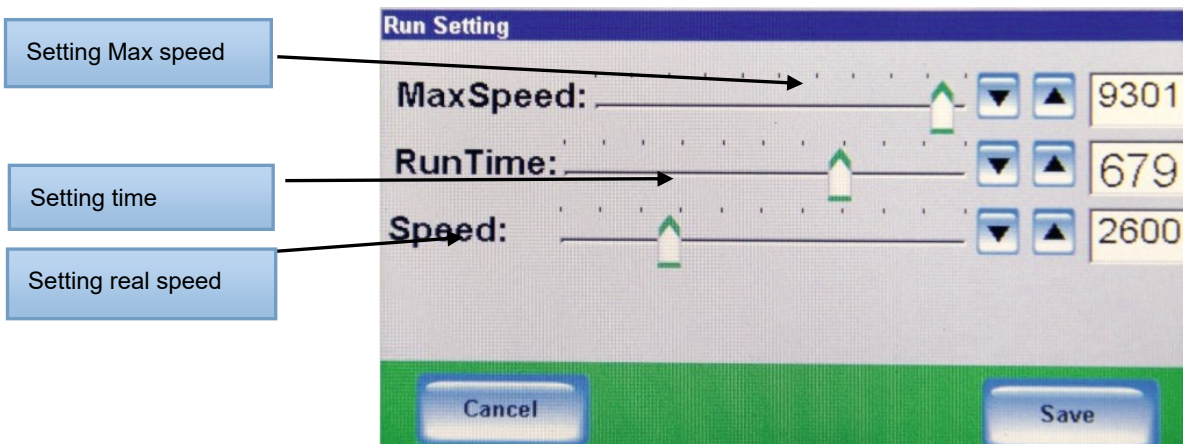 Setting Max speed
Setting time
Setting real speed
Run Setting
MaxSpeed:
9301
RunTime:
679
Speed:
2600
Cancel
Save